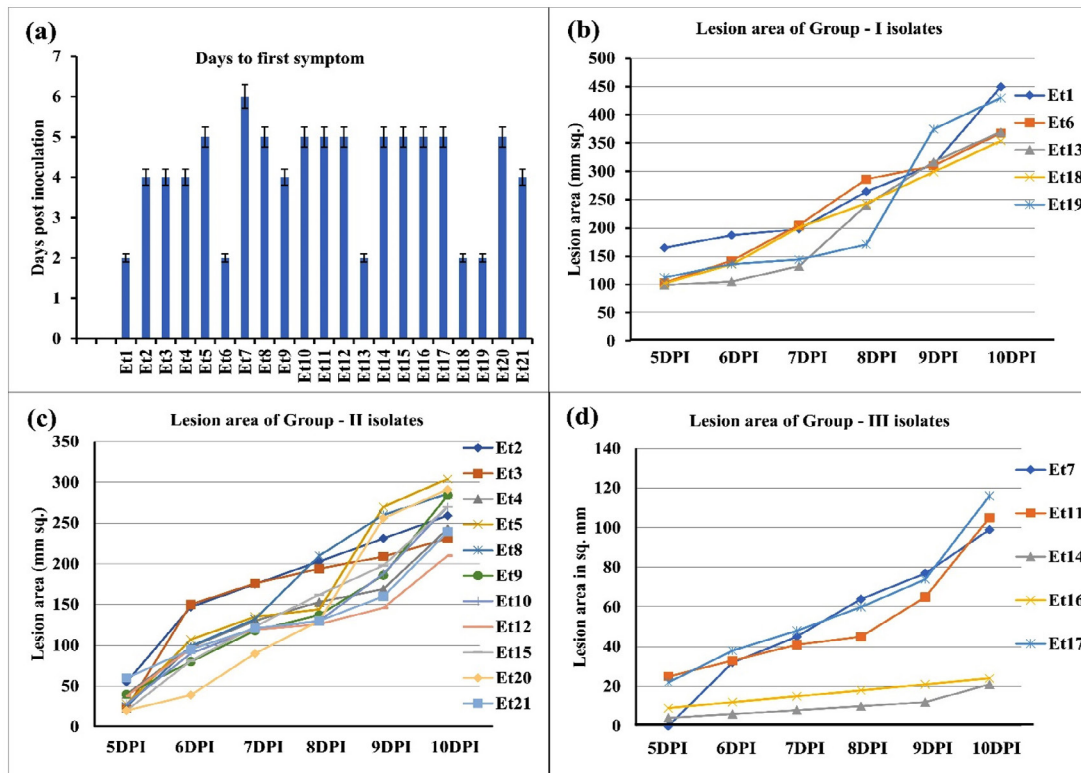 (a)
Days to first symptom
Days post inoculation
7
6
5
4
3
2
1
0
Et1
Et2
Et3
Et4
Et5
Et6
Et7
Et8
Et9
Et10
Et11
Et12
Et13
Et14
Et15
Et16
Et17
Et18
Et19
Et20
Et21
(b)
Lesion area of Group - I isolates
Lesion area (mm sq.)
450
400
350
300
250
200
150
100
50
0
5DPI 6DPI 7DPI 8DPI 9DPI 10DPI
Et1
Et6
Et13
Et18
Et19
(c)
Lesion area of Group - II isolates
Lesion area (mm sq.)
350
300
250
200
150
100
50
0
5DPI 6DPI 7DPI 8DPI 9DPI 10DPI
Et2
Et3
Et4
Et5
Et8
Et9
Et10
Et12
Et15
Et20
Et21
(d)
Lesion area of Group - III isolates
Lesion area in sq. mm
140
120
100
80
60
40
20
0
5DPI 6DPI 7DPI 8DPI 9DPI 10DPI
Et7
Et11
Et14
Et16
Et17